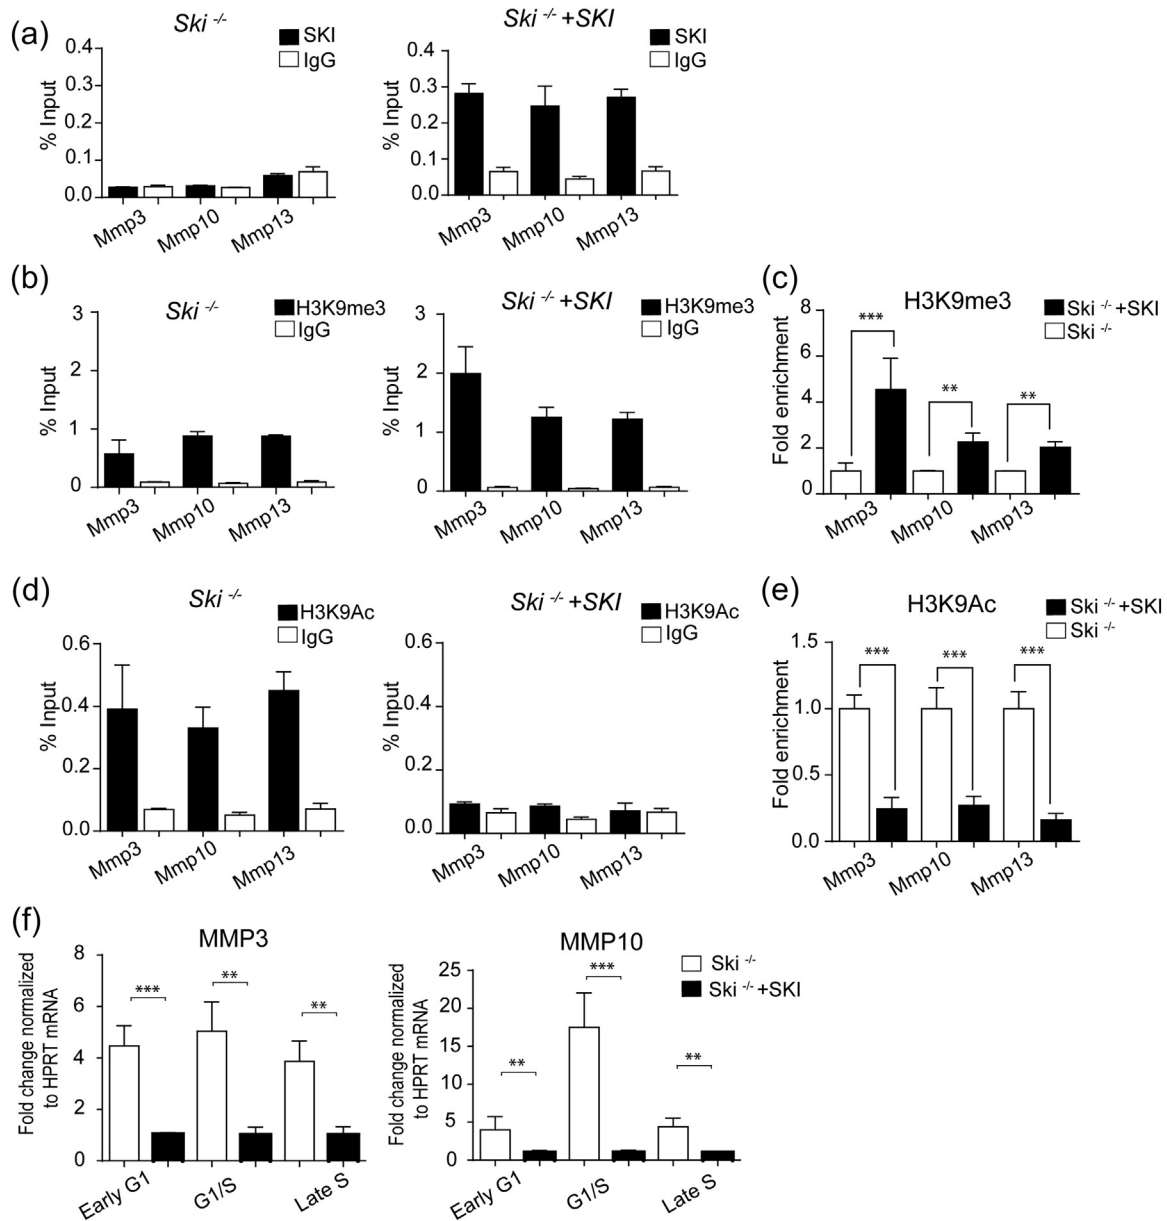 (a)
Ski -/-
SKI
IgG
% Input
0.4
0.3
0.2
0.1
0.0
Mmp3
Mmp10
Mmp13
Ski -/- +SKI
SKI
IgG
% Input
0.4
0.3
0.2
0.1
0.0
Mmp3
Mmp10
Mmp13
(b)
Ski -/-
H3K9me3
IgG
% Input
3
2
1
0
Mmp3
Mmp10
Mmp13
Ski -/- +SKI
H3K9me3
IgG
% Input
3
2
1
0
Mmp3
Mmp10
Mmp13
(c)
H3K9me3
Ski -/- +SKI
Ski -/-
Fold enrichment
8
6
4
2
0
***
**
**
Mmp3
Mmp10
Mmp13
(d)
Ski -/-
H3K9Ac
IgG
% Input
0.6
0.4
0.2
0.0
Mmp3
Mmp10
Mmp13
Ski -/- +SKI
H3K9Ac
IgG
% Input
0.6
0.4
0.2
0.0
Mmp3
Mmp10
Mmp13
(e)
H3K9Ac
Ski -/- +SKI
Ski -/-
Fold enrichment
1.5
1.0
0.5
0.0
***
***
***
Mmp3
Mmp10
Mmp13
(f)
MMP3
Fold change normalized
to HPRT mRNA
8
6
4
2
0
***
**
**
Early G1
G1/S
Late S
MMP10
Ski -/-
Ski -/- +SKI
Fold change normalized
to HPRT mRNA
25
20
15
10
5
0
**
***
**
Early G1
G1/S
Late S